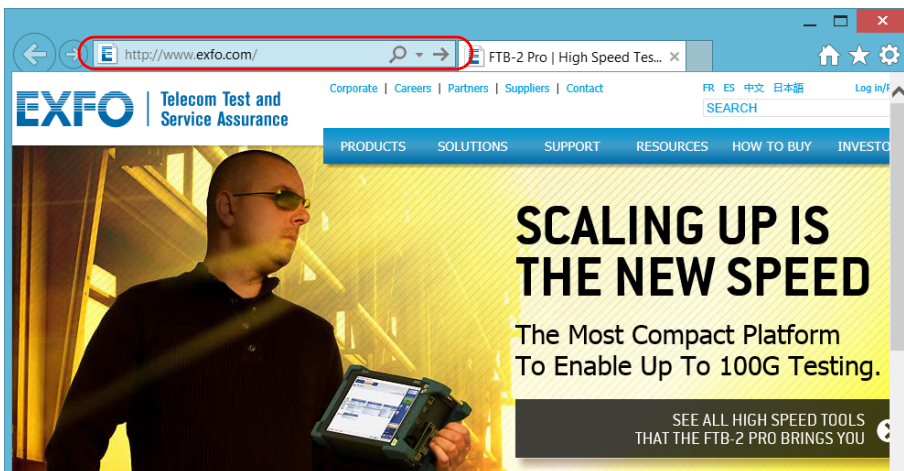 http://www.exfo.com/
FTB-2 Pro | High Speed Tes...
Corporate | Careers | Partners | Suppliers | Contact
FR ES 中文 日本語
Log in/
EXFO
Telecom Test and
Service Assurance
SEARCH
PRODUCTS SOLUTIONS SUPPORT RESOURCES HOW TO BUY INVESTO
SCALING UP IS
THE NEW SPEED
The Most Compact Platform
To Enable Up To 100G Testing.
SEE ALL HIGH SPEED TOOLS
THAT THE FTB-2 PRO BRINGS YOU